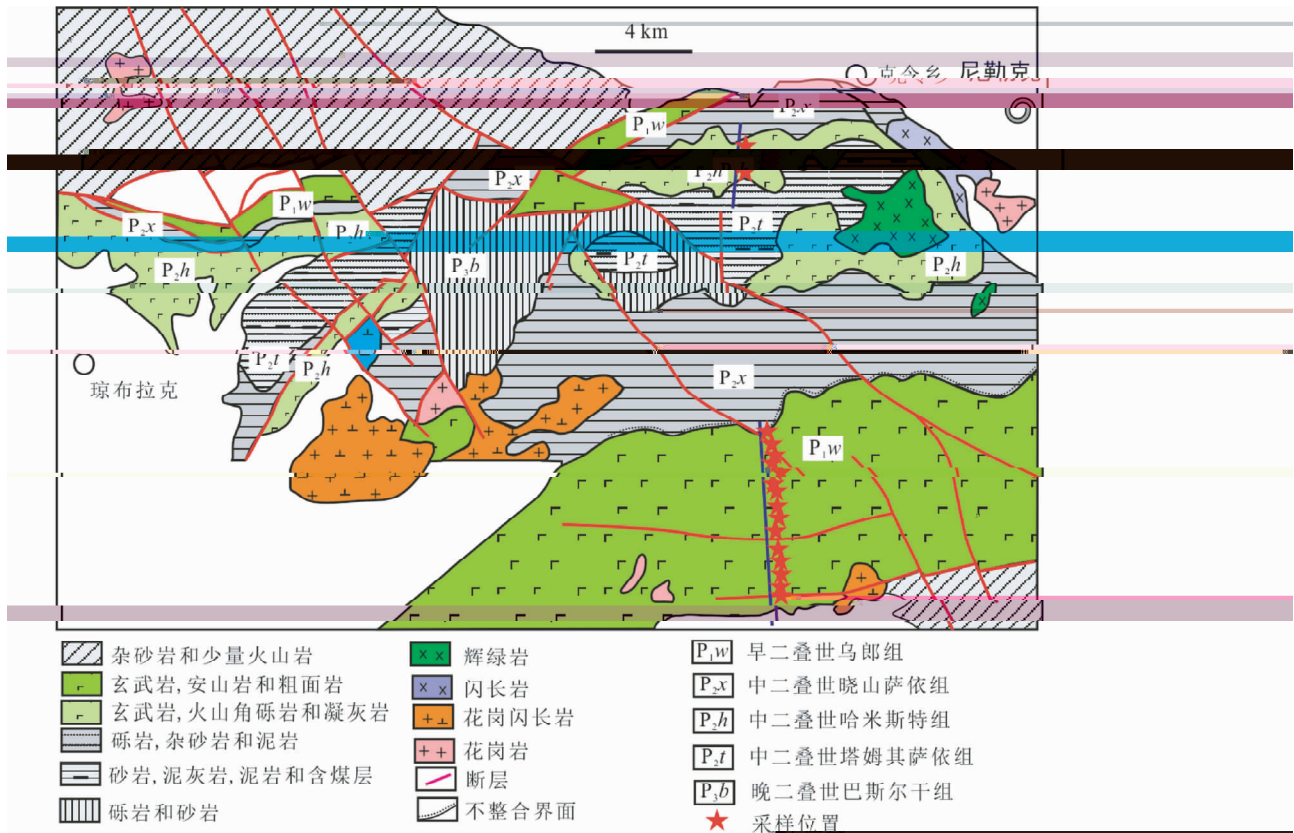 4 km
克令乡 尼勒克
P₂x
P₁w
P₂h
P₂x
P₁w
P₂x
P₂h
P₂t
P₂h
P₃b
P₂t
P₂h
P₂t
P₂h
P₂x
琼布拉克
P₁w
杂砂岩和少量火山岩
玄武岩,安山岩和粗面岩
玄武岩,火山角砾岩和凝灰岩
砾岩,杂砂岩和泥岩
砂岩,泥灰岩,泥岩和含煤层
砾岩和砂岩
辉绿岩
闪长岩
花岗闪长岩
花岗岩
断层
不整合界面
P₁w 早二叠世乌郎组
P₂x 中二叠世晓山萨依组
P₂h 中二叠世哈米斯特组
P₂t 中二叠世塔姆其萨依组
P₃b 晚二叠世巴斯尔干组
采样位置